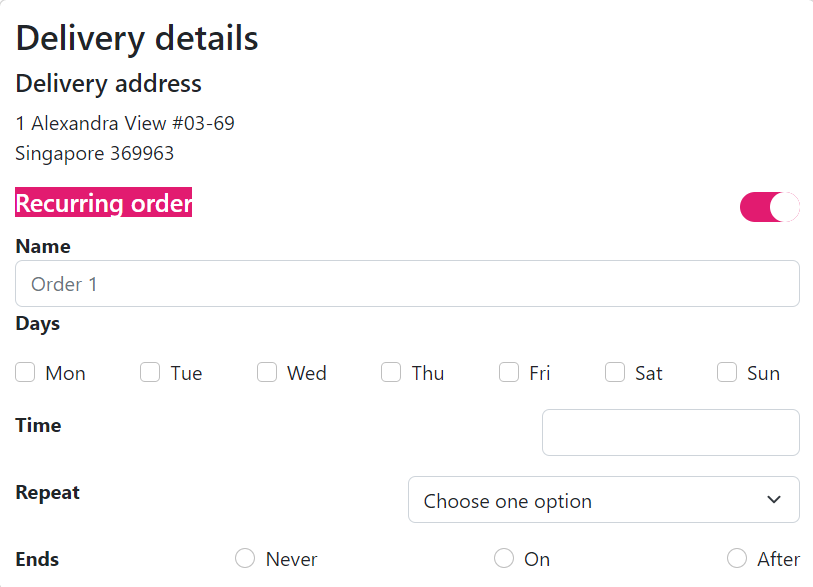 Delivery details
Delivery address
1 Alexandra View #03-69
Singapore 369963
Recurring order
Name
Order 1
Days
Mon Tue Wed Thu Fri Sat Sun
Time
Repeat Choose one option
Ends Never On After